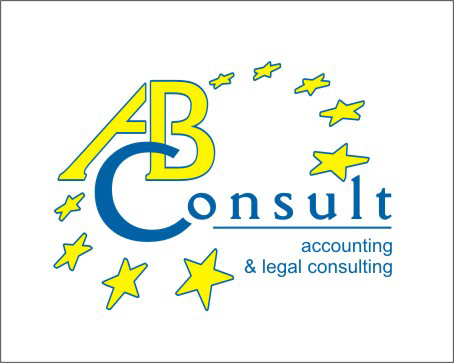 AB
Consult
accounting
& legal consulting